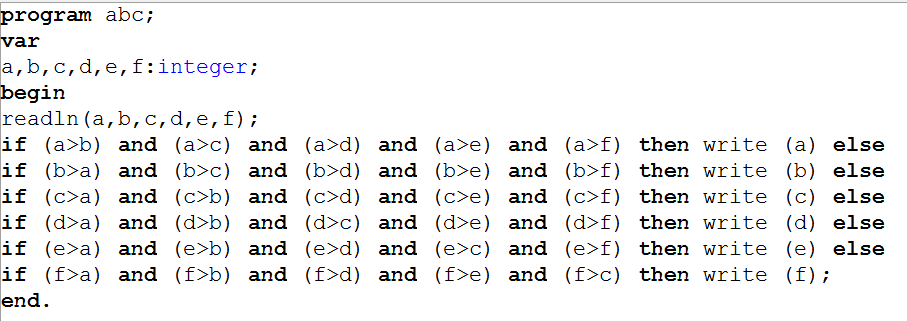 program abc;
var
a,b,c,d,e,f:integer;
begin
readln(a,b,c,d,e,f);
if (a>b) and (a>c) and (a>d) and (a>e) and (a>f) then write (a) else
if (b>a) and (b>c) and (b>d) and (b>e) and (b>f) then write (b) else
if (c>a) and (c>b) and (c>d) and (c>e) and (c>f) then write (c) else
if (d>a) and (d>b) and (d>c) and (d>e) and (d>f) then write (d) else
if (e>a) and (e>b) and (e>d) and (e>c) and (e>f) then write (e) else
if (f>a) and (f>b) and (f>d) and (f>e) and (f>c) then write (f);
end.